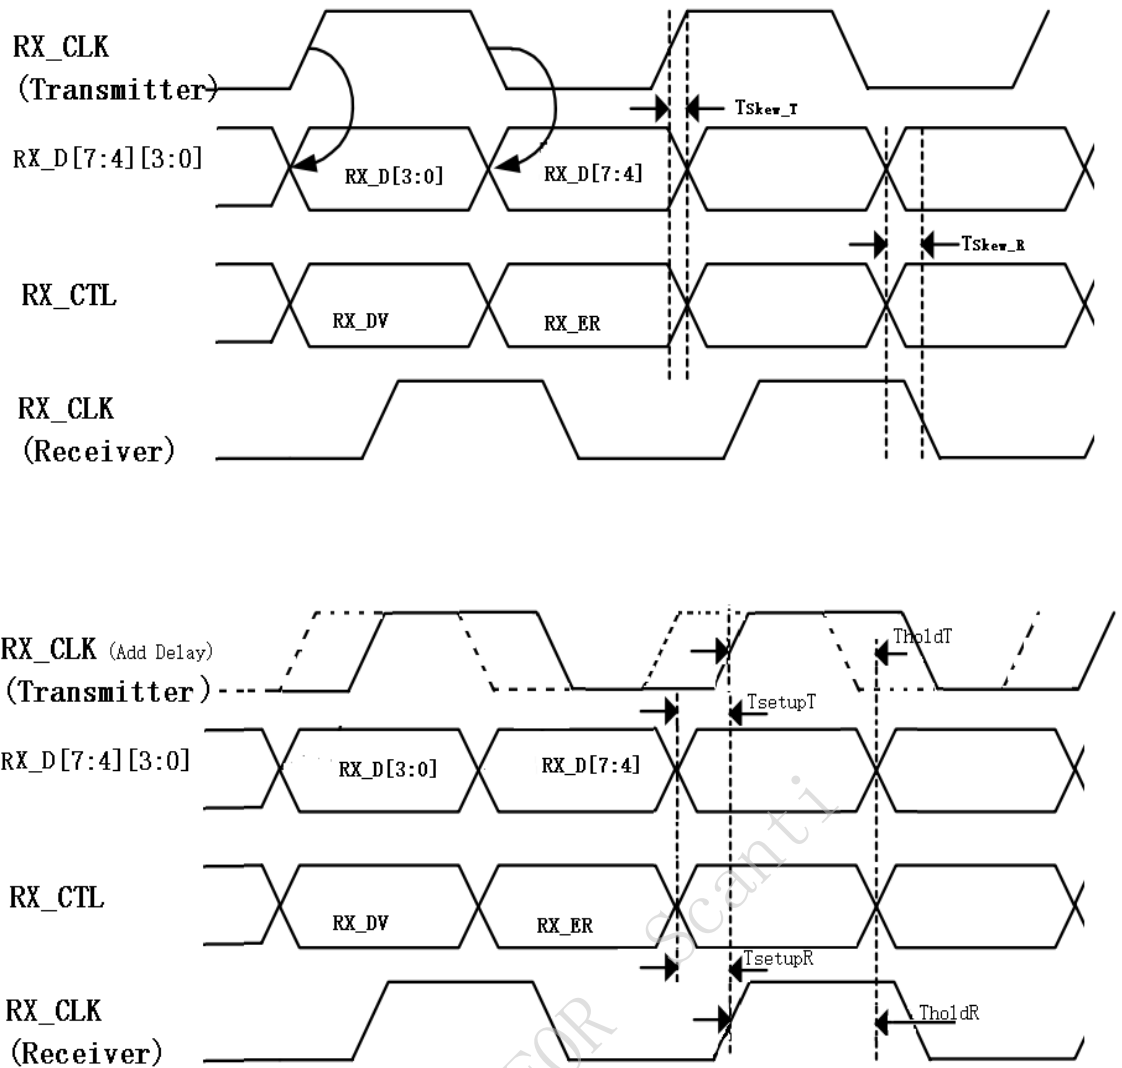 RX_CLK
(Transmitter)
TSkew_T
RX_D[7:4][3:0]
RX_D[3:0]
RX_D[7:4]
TSkew_R
RX_CTL
RX_DV
RX_ER
RX_CLK
(Receiver)
RX_CLK (Add Delay)
(Transmitter)
TholdT
TsetupT
RX_D[7:4][3:0]
RX_D[3:0]
RX_D[7:4]
Scanti
RX_CTL
RX_DV
RX_ER
TsetupR
RX_CLK
(Receiver)
TholdR
FOR